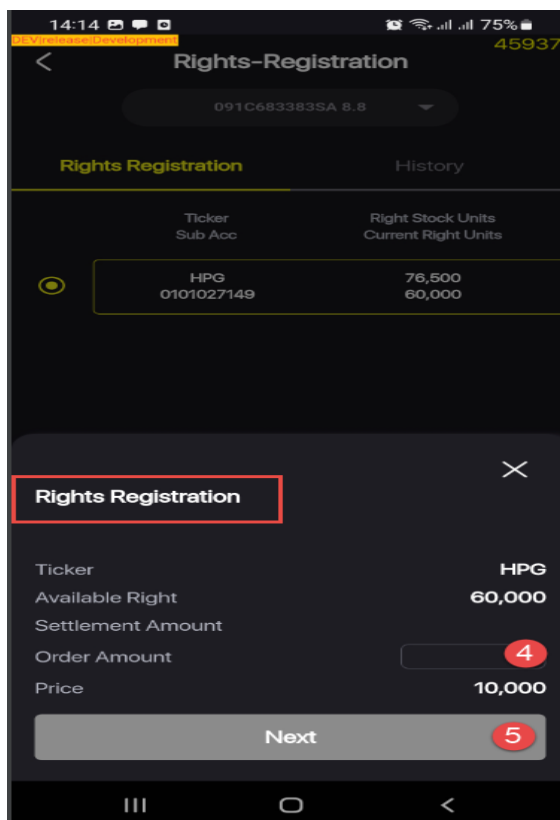 14:14 75%
DEV|release|Development
45937
Rights-Registration
091C683383SA 8.8
Rights Registration History
Ticker Right Stock Units
Sub Acc Current Right Units
HPG 76,500
0101027149 60,000
Rights Registration
Ticker HPG
Available Right 60,000
Settlement Amount
Order Amount 4
Price 10,000
Next 5